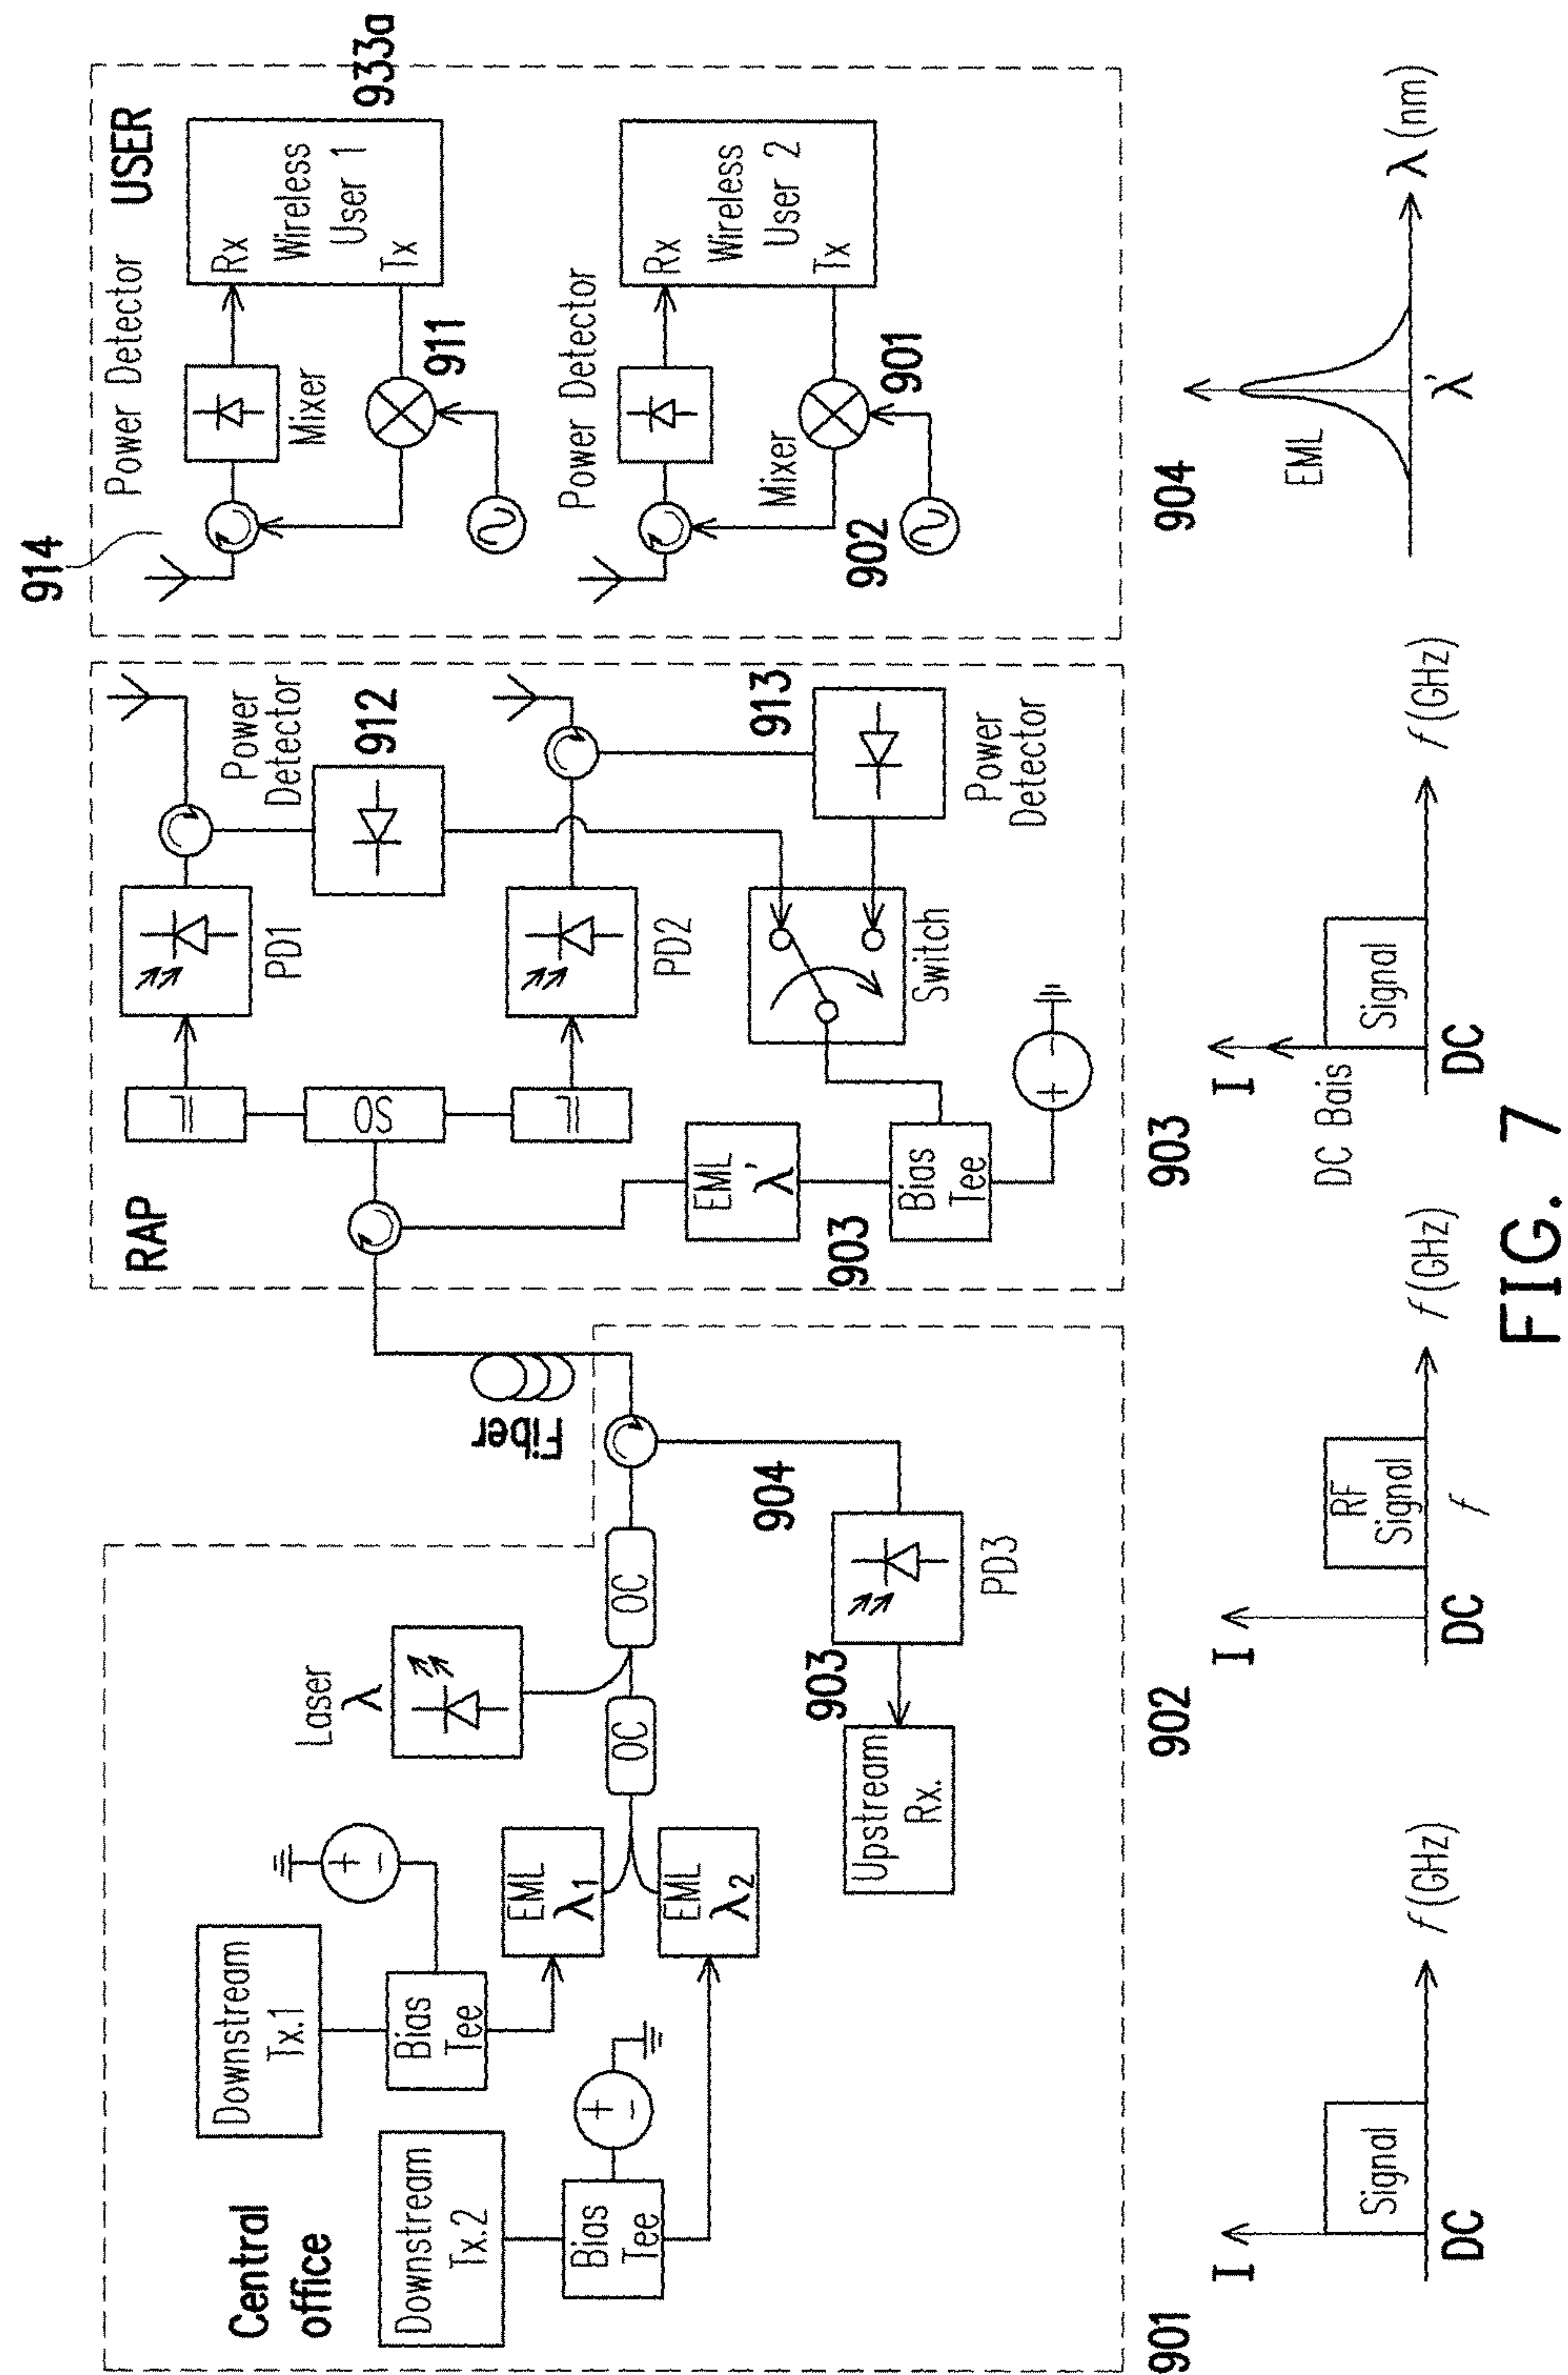 Central
office
Downstream
Tx.1
Downstream
Tx.2
Bias
Tee
+
−
Bias
Tee
+
−
EML
λ1
EML
λ2
Laser
λ
OC
OC
Fiber
904
PD3
903
Upstream
Rx.
RAP
TL
OS
TL
PD1
PD2
Power
Detector
912
913
Power
Detector
Switch
EML
λ'
903
Bias
Tee
+
−
USER
914
Power Detector
Mixer
911
Rx
Wireless
User 1
Tx
933a
Power Detector
Mixer
902
901
Rx
Wireless
User 2
Tx
901
I
Signal
DC
f (GHz)
902
I
RF
Signal
DC
f
f (GHz)
903
I
DC Bais
Signal
DC
f (GHz)
904
EML
λ'
λ (nm)
FIG. 7